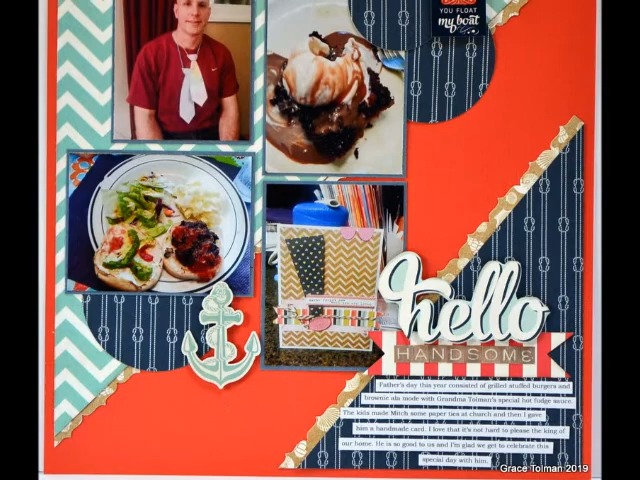 YOU FLOAT
my boat
hello
HANDSOME
Father's day this year consisted of grilled stuffed burgers and
brownie ala mode with Grandma Tolman's special hot fudge sauce.
The kids made Mitch some paper ties at church and then I gave
him a handmade card. I love that it's not hard to please the king of
our home. He is so good to us and I'm glad we get to celebrate this
special day with him.
Grace Tolman 2019